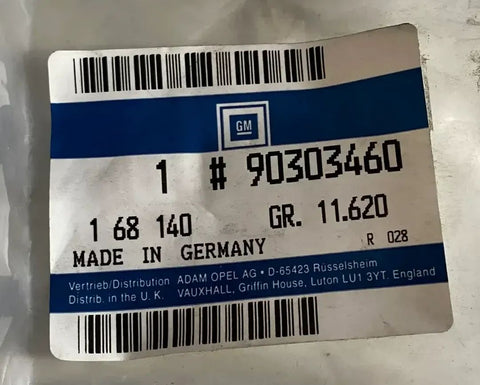 GM
1 # 90303460
1 68 140 GR. 11.620
MADE IN GERMANY R 028
Vertrieb/Distribution ADAM OPEL AG • D-65423 Rüsselsheim
Distrib. in the U. K. VAUXHALL, Griffin House, Luton LU1 3YT. England